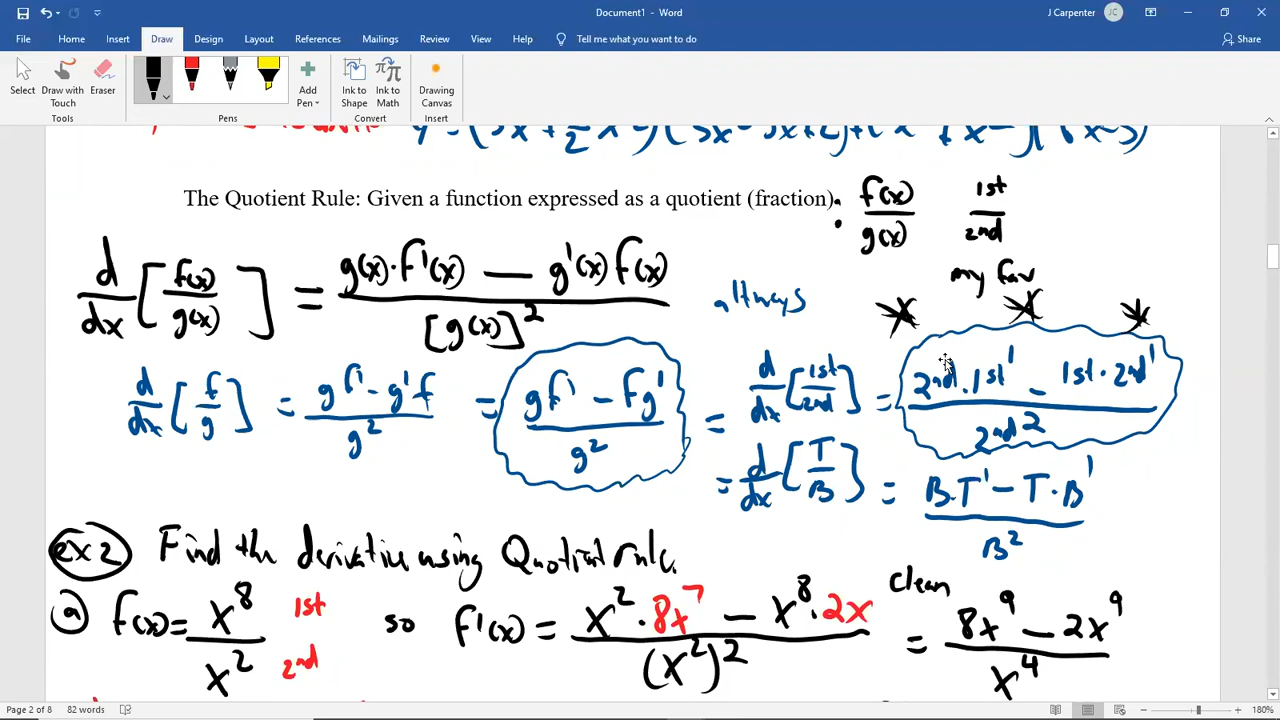 Document1 - Word
J Carpenter JC
File Home Insert Draw Design Layout References Mailings Review View Help Tell me what you want to do Share
Select Draw with Touch Eraser Add Pen Ink to Shape Ink to Math Drawing Canvas
Tools Pens Convert Insert
The Quotient Rule: Given a function expressed as a quotient (fraction): f(x)/g(x) 1st/2nd
my fav
d/dx [f(x)/g(x)] = (g(x)·f'(x) — g'(x)f(x))/[g(x)]² always
d/dx [f/g] = (gf' - g'f)/g² = (gf' - fg')/g² = d/dx [1st/2nd] = (2nd·1st' - 1st·2nd')/2nd²
= d/dx [T/B] = (B·T' - T·B')/B²
ex2 Find the derivative using Quotient rule.
a) f(x) = x⁸/x² 1st 2nd so f'(x) = (x²·8x⁷ - x⁸·2x)/(x²)² clean = (8x⁹ - 2x⁹)/x⁴
Page 2 of 8 82 words 180%